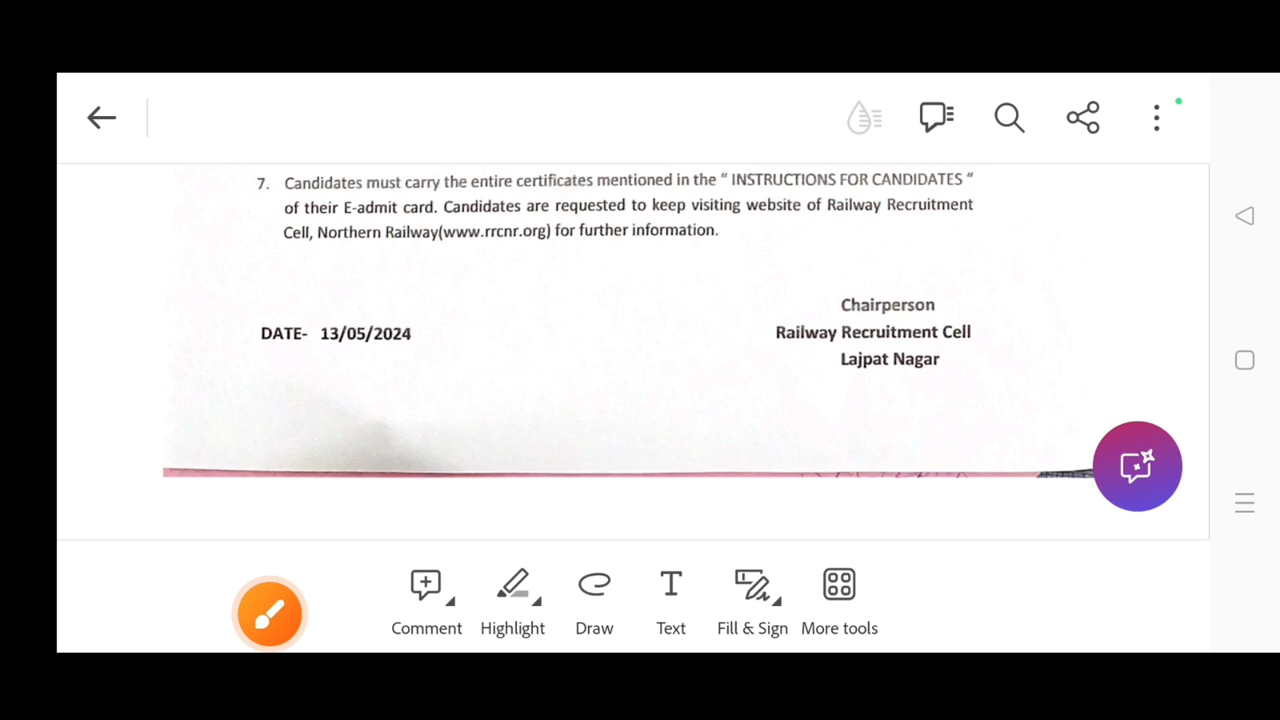 7. Candidates must carry the entire certificates mentioned in the “ INSTRUCTIONS FOR CANDIDATES “
of their E-admit card. Candidates are requested to keep visiting website of Railway Recruitment
Cell, Northern Railway(www.rrcnr.org) for further information.
Chairperson
DATE- 13/05/2024
Railway Recruitment Cell
Lajpat Nagar
Comment
Highlight
Draw
Text
Fill & Sign
More tools